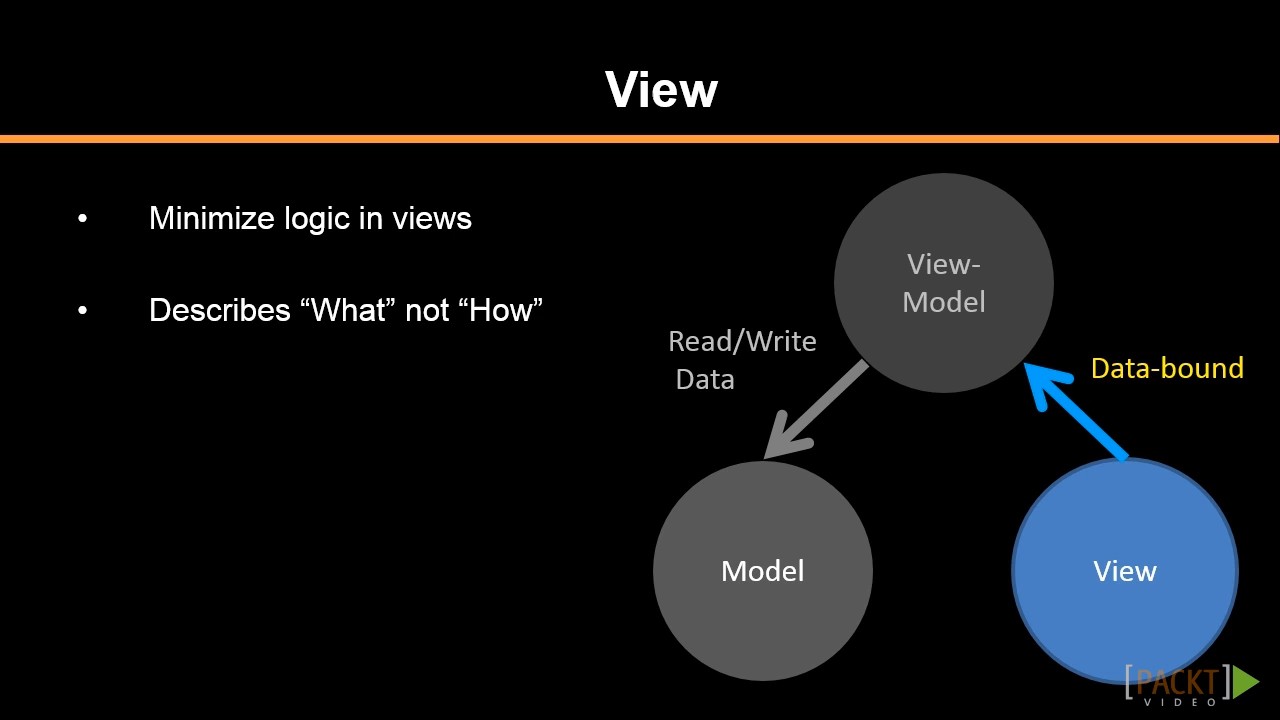 View
• Minimize logic in views
• Describes “What” not “How”
View-
Model
Read/Write
Data
Data-bound
Model
View
[PACKT]
VIDEO